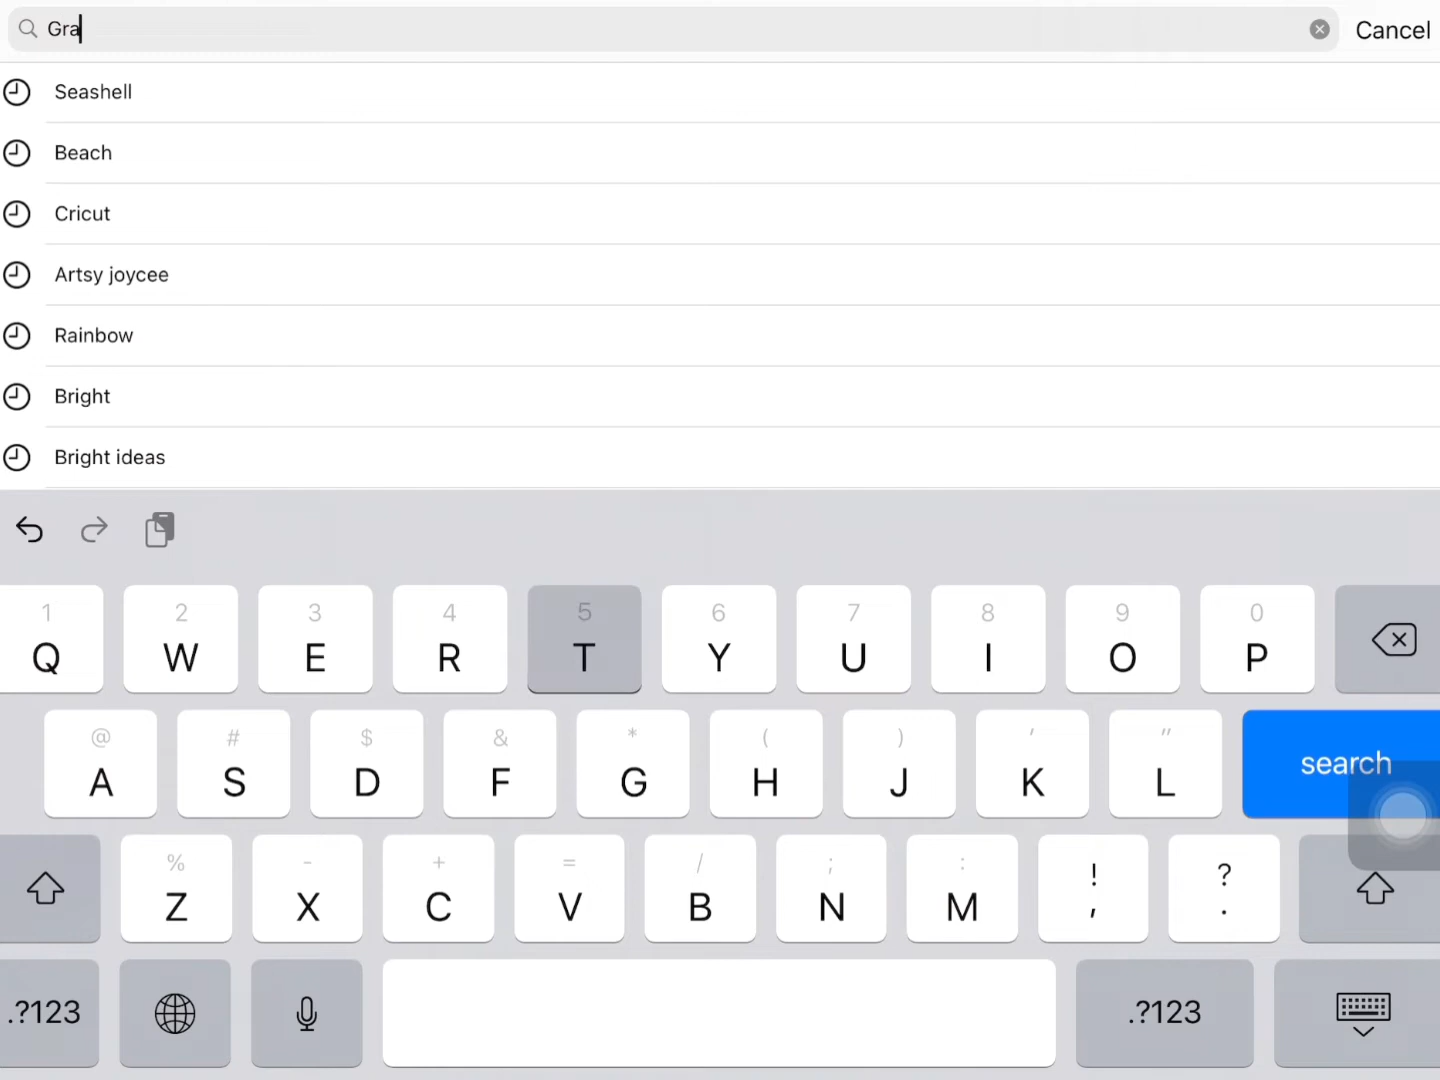 Gra
Cancel
Seashell
Beach
Cricut
Artsy joycee
Rainbow
Bright
Bright ideas
1 2 3 4 5 6 7 8 9 0
Q W E R T Y U I O P
@ # $ & * ( ) ' "
A S D F G H J K L search
% - + = / ; : ! ?
Z X C V B N M , .
.?123 .?123